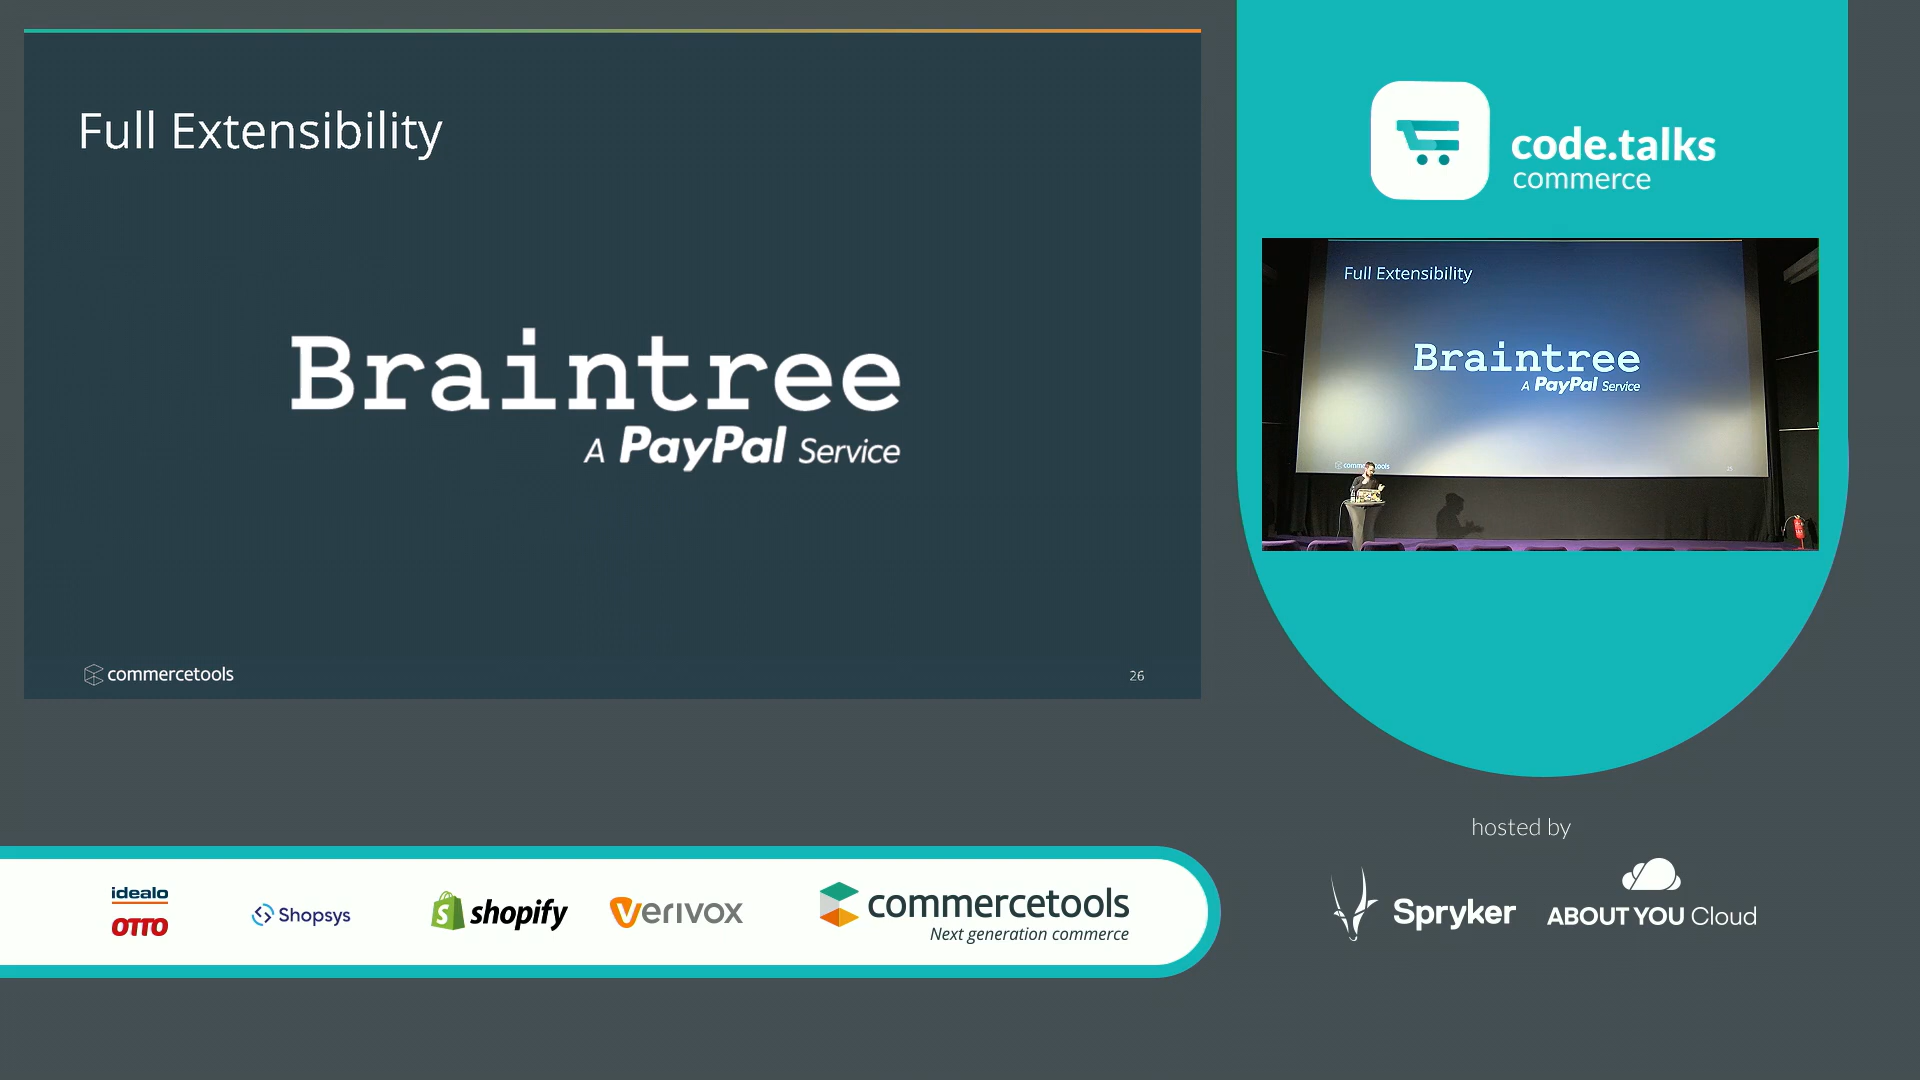 Full Extensibility
Braintree
A PayPal Service
commercetools
26
code.talks
commerce
Full Extensibility
Braintree
A PayPal Service
hosted by
Spryker
ABOUT YOU Cloud
idealo
OTTO
Shopsys
shopify
VERIVOX
commercetools
Next generation commerce